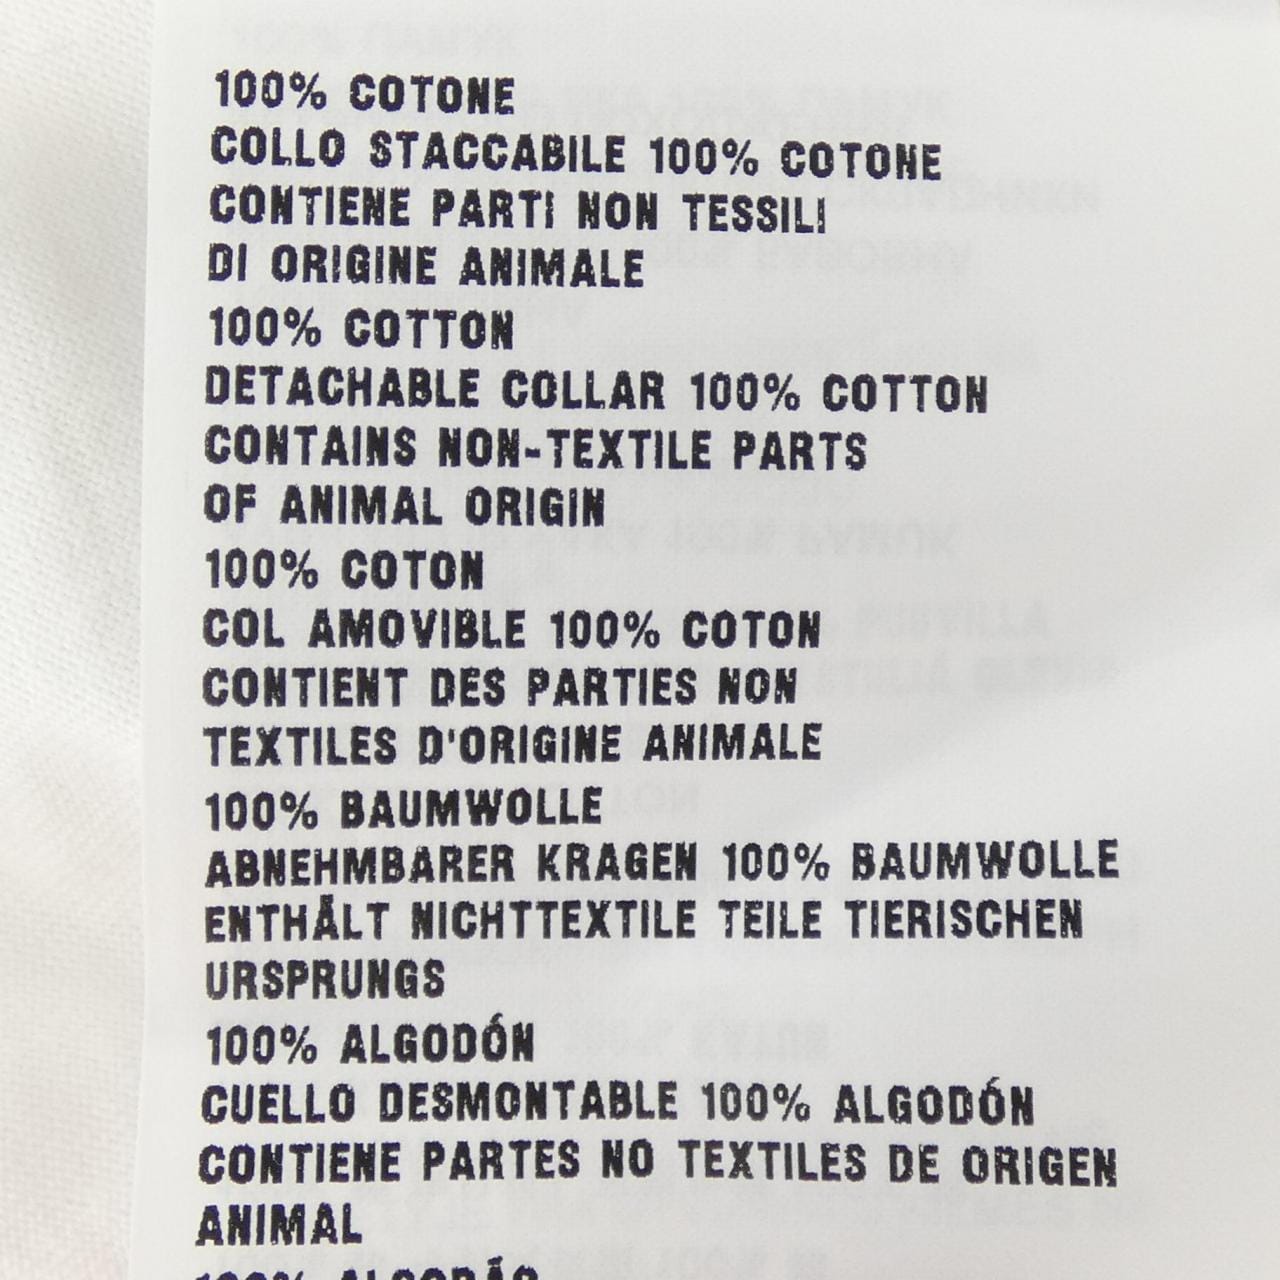 100% COTONE
COLLO STACCABILE 100% COTONE
CONTIENE PARTI NON TESSILI
DI ORIGINE ANIMALE
100% COTTON
DETACHABLE COLLAR 100% COTTON
CONTAINS NON-TEXTILE PARTS
OF ANIMAL ORIGIN
100% COTON
COL AMOVIBLE 100% COTON
CONTIENT DES PARTIES NON
TEXTILES D'ORIGINE ANIMALE
100% BAUMWOLLE
ABNEHMBARER KRAGEN 100% BAUMWOLLE
ENTHÄLT NICHTTEXTILE TEILE TIERISCHEN
URSPRUNGS
100% ALGODÓN
CUELLO DESMONTABLE 100% ALGODÓN
CONTIENE PARTES NO TEXTILES DE ORIGEN
ANIMAL
100% ALGODÃO